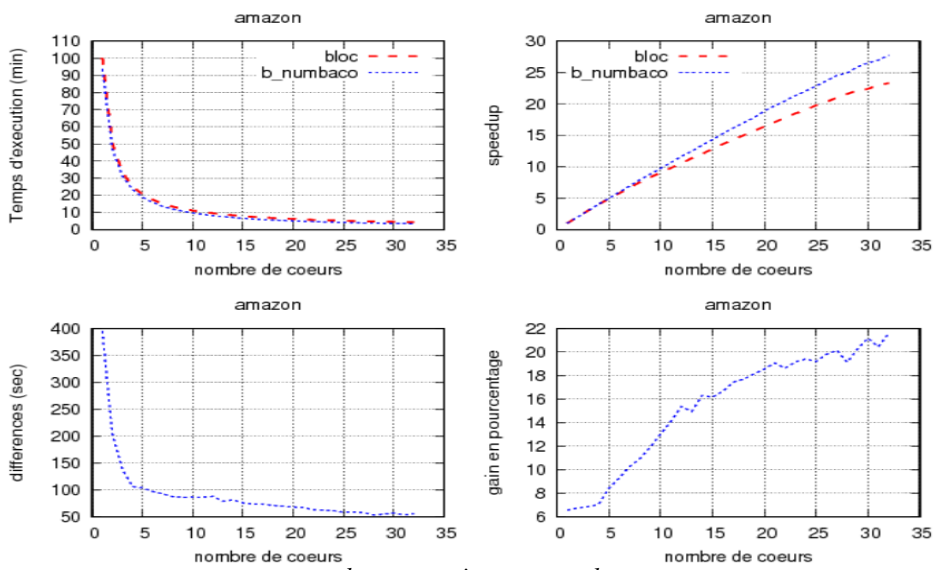 amazon
Temps d'execution (min)
110
100
90
80
70
60
50
40
30
20
10
0
bloc
b_numbaco
0 5 10 15 20 25 30 35
nombre de coeurs
amazon
speedup
30
25
20
15
10
5
0
bloc
b_numbaco
0 5 10 15 20 25 30 35
nombre de coeurs
amazon
differences (sec)
400
350
300
250
200
150
100
50
0 5 10 15 20 25 30 35
nombre de coeurs
amazon
gain en pourcentage
22
20
18
16
14
12
10
8
6
0 5 10 15 20 25 30 35
nombre de coeurs